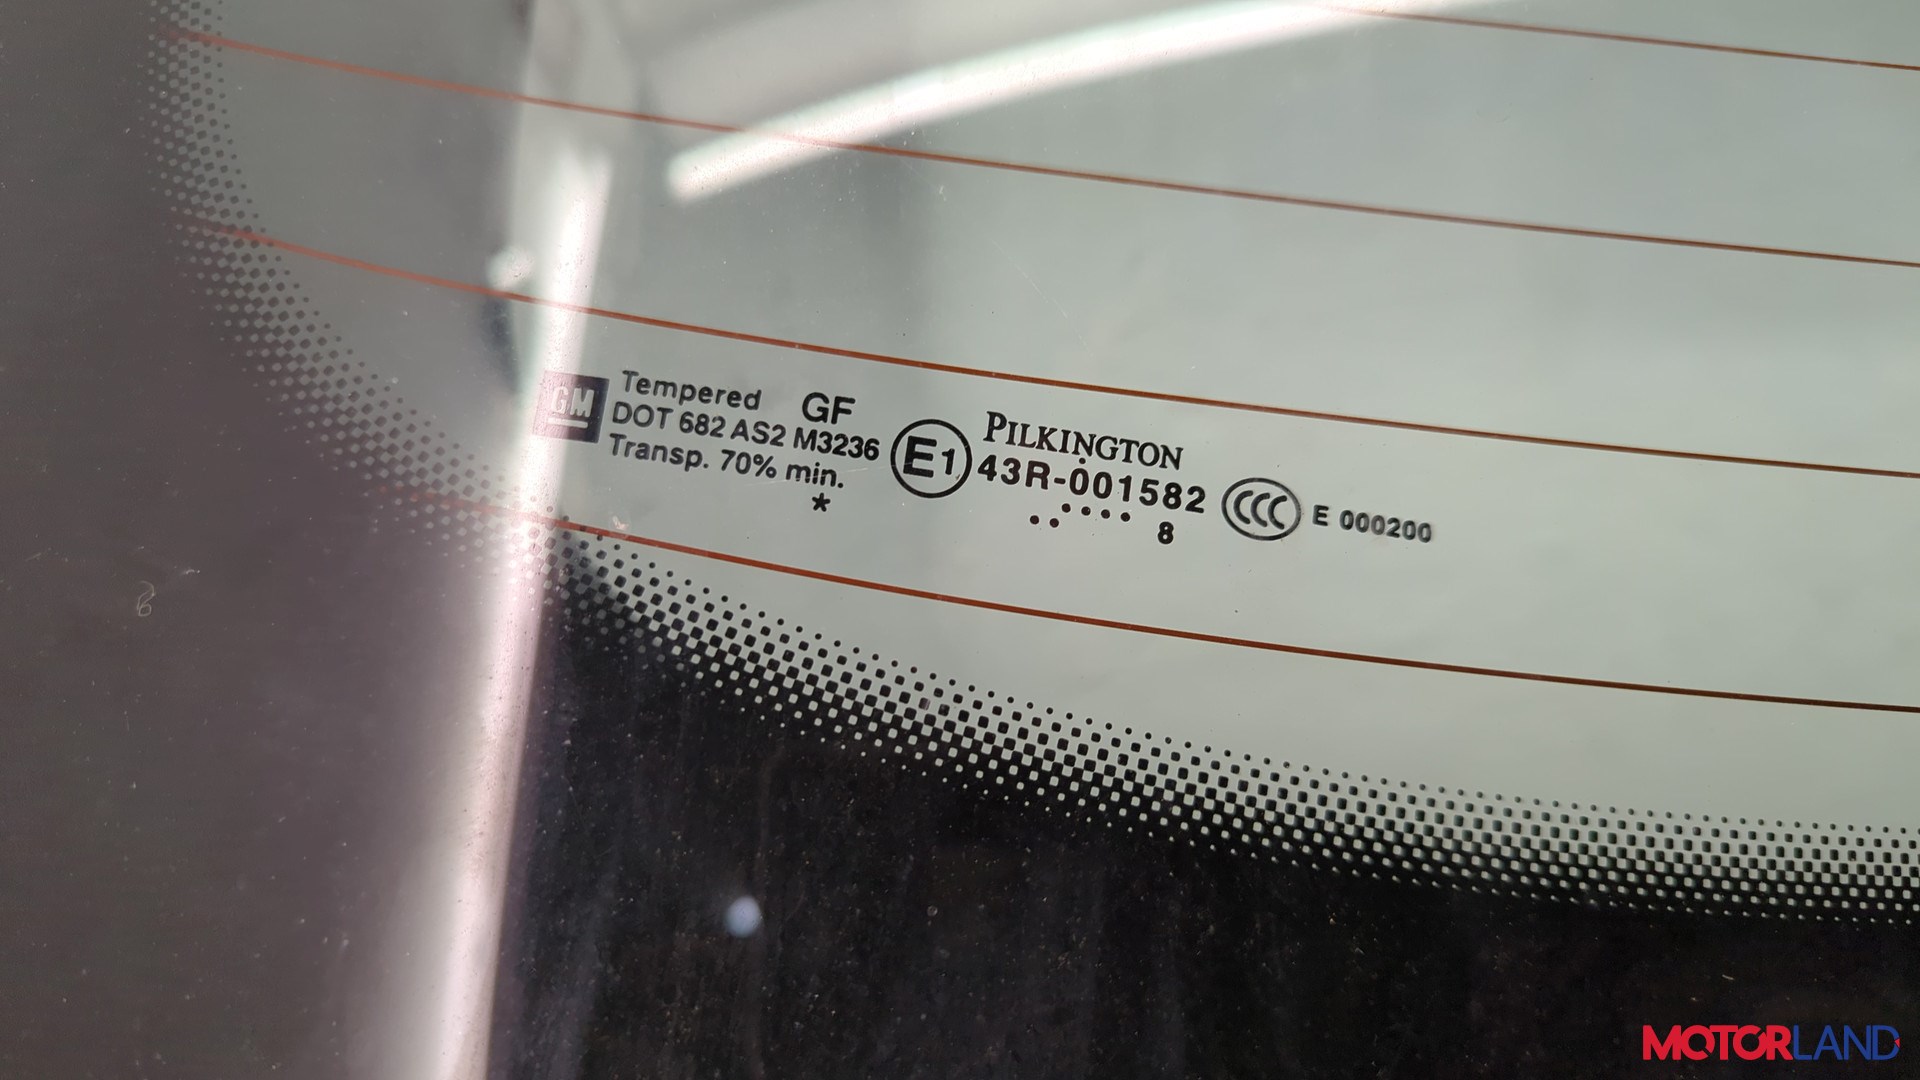 GM
Tempered GF
DOT 682 AS2 M3236
Transp. 70% min.
*
E1
PILKINGTON
43R-001582
.. .... 8
CCC
E 000200
MOTORLAND